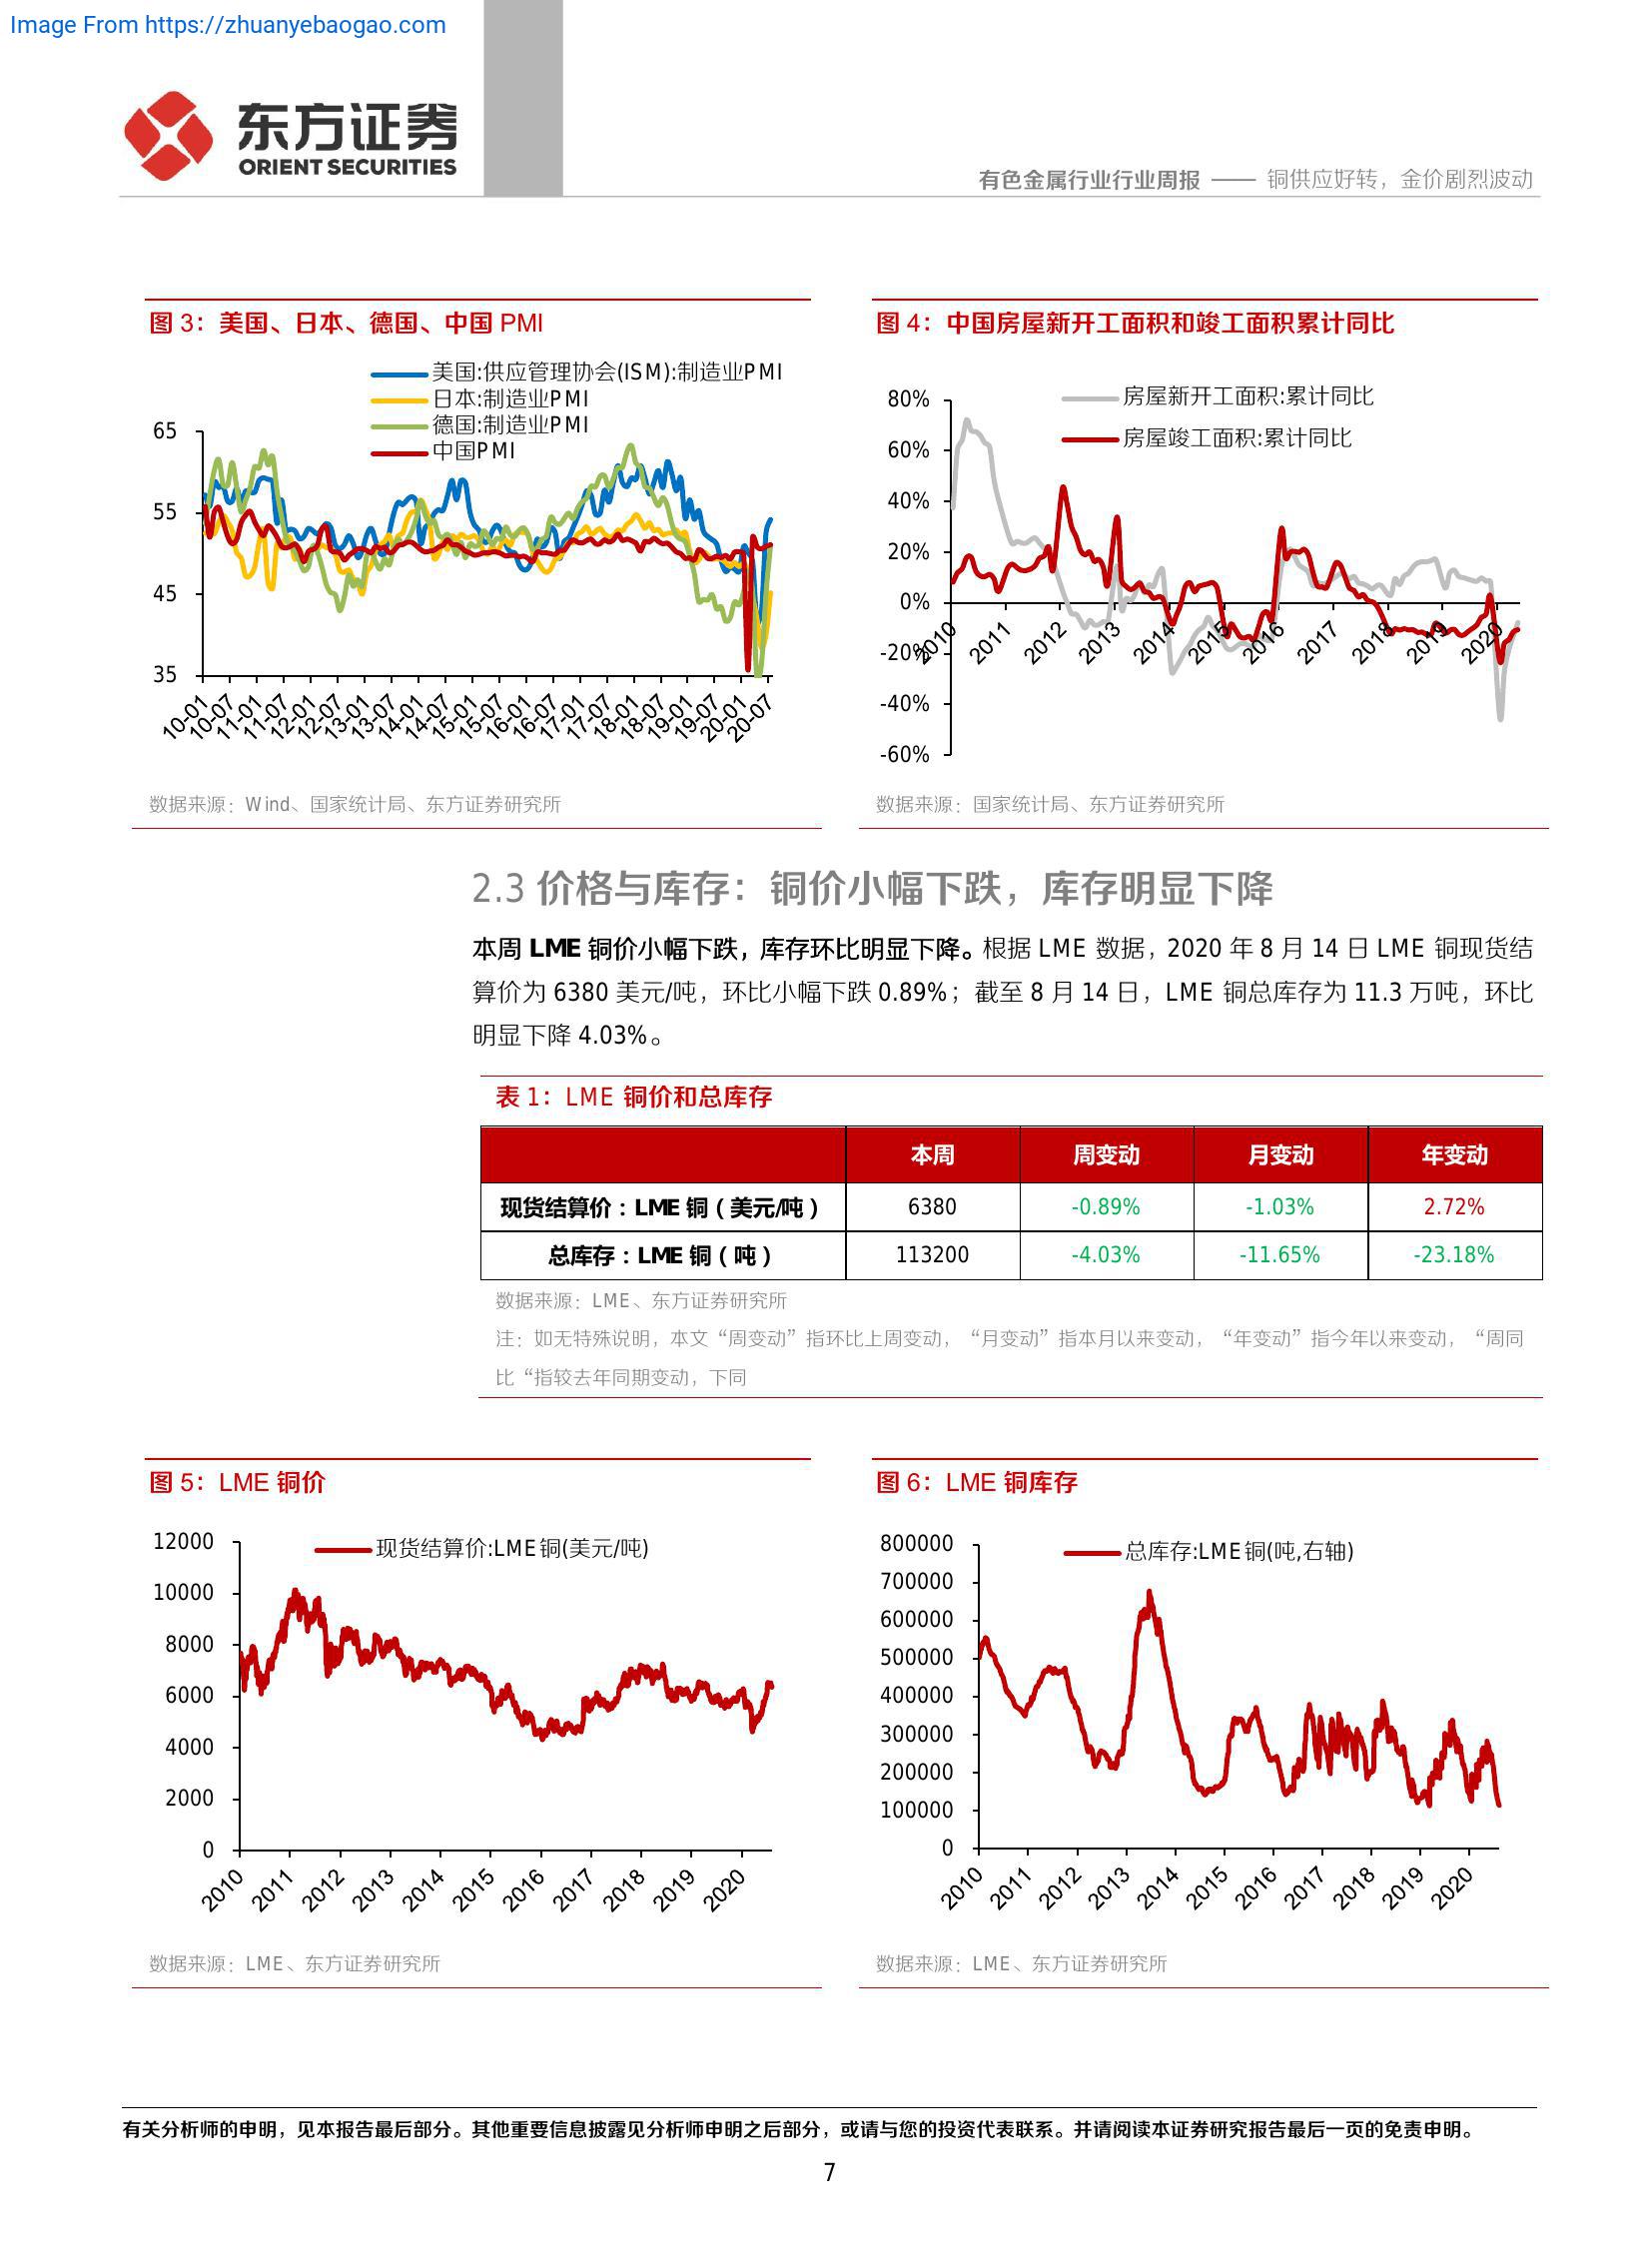 Image From https://zhuanyebaogao.com
东方证券
ORIENT SECURITIES
有色金属行业行业周报 —— 铜供应好转，金价剧烈波动
图 3：美国、日本、德国、中国 PMI
美国:供应管理协会(ISM):制造业PMI
日本:制造业PMI
德国:制造业PMI
中国PMI
65
55
45
35
10-01
10-07
11-01
11-07
12-01
12-07
13-01
13-07
14-01
14-07
15-01
15-07
16-01
16-07
17-01
17-07
18-01
18-07
19-01
19-07
20-01
20-07
数据来源：Wind、国家统计局、东方证券研究所
图 4：中国房屋新开工面积和竣工面积累计同比
房屋新开工面积:累计同比
房屋竣工面积:累计同比
80%
60%
40%
20%
0%
-20%
-40%
-60%
2010
2011
2012
2013
2014
2015
2016
2017
2018
2019
2020
数据来源：国家统计局、东方证券研究所
2.3 价格与库存：铜价小幅下跌，库存明显下降
本周 LME 铜价小幅下跌，库存环比明显下降。根据 LME 数据，2020 年 8 月 14 日 LME 铜现货结
算价为 6380 美元/吨，环比小幅下跌 0.89%；截至 8 月 14 日，LME 铜总库存为 11.3 万吨，环比
明显下降 4.03%。
表 1：LME 铜价和总库存
本周 周变动 月变动 年变动
现货结算价：LME 铜（美元/吨） 6380 -0.89% -1.03% 2.72%
总库存：LME 铜（吨） 113200 -4.03% -11.65% -23.18%
数据来源：LME、东方证券研究所
注：如无特殊说明，本文“周变动”指环比上周变动，“月变动”指本月以来变动，“年变动”指今年以来变动，“周同
比“指较去年同期变动，下同
图 5：LME 铜价
现货结算价:LME铜(美元/吨)
12000
10000
8000
6000
4000
2000
0
2010
2011
2012
2013
2014
2015
2016
2017
2018
2019
2020
数据来源：LME、东方证券研究所
图 6：LME 铜库存
总库存:LME铜(吨,右轴)
800000
700000
600000
500000
400000
300000
200000
100000
0
2010
2011
2012
2013
2014
2015
2016
2017
2018
2019
2020
数据来源：LME、东方证券研究所
有关分析师的申明，见本报告最后部分。其他重要信息披露见分析师申明之后部分，或请与您的投资代表联系。并请阅读本证券研究报告最后一页的免责申明。
7